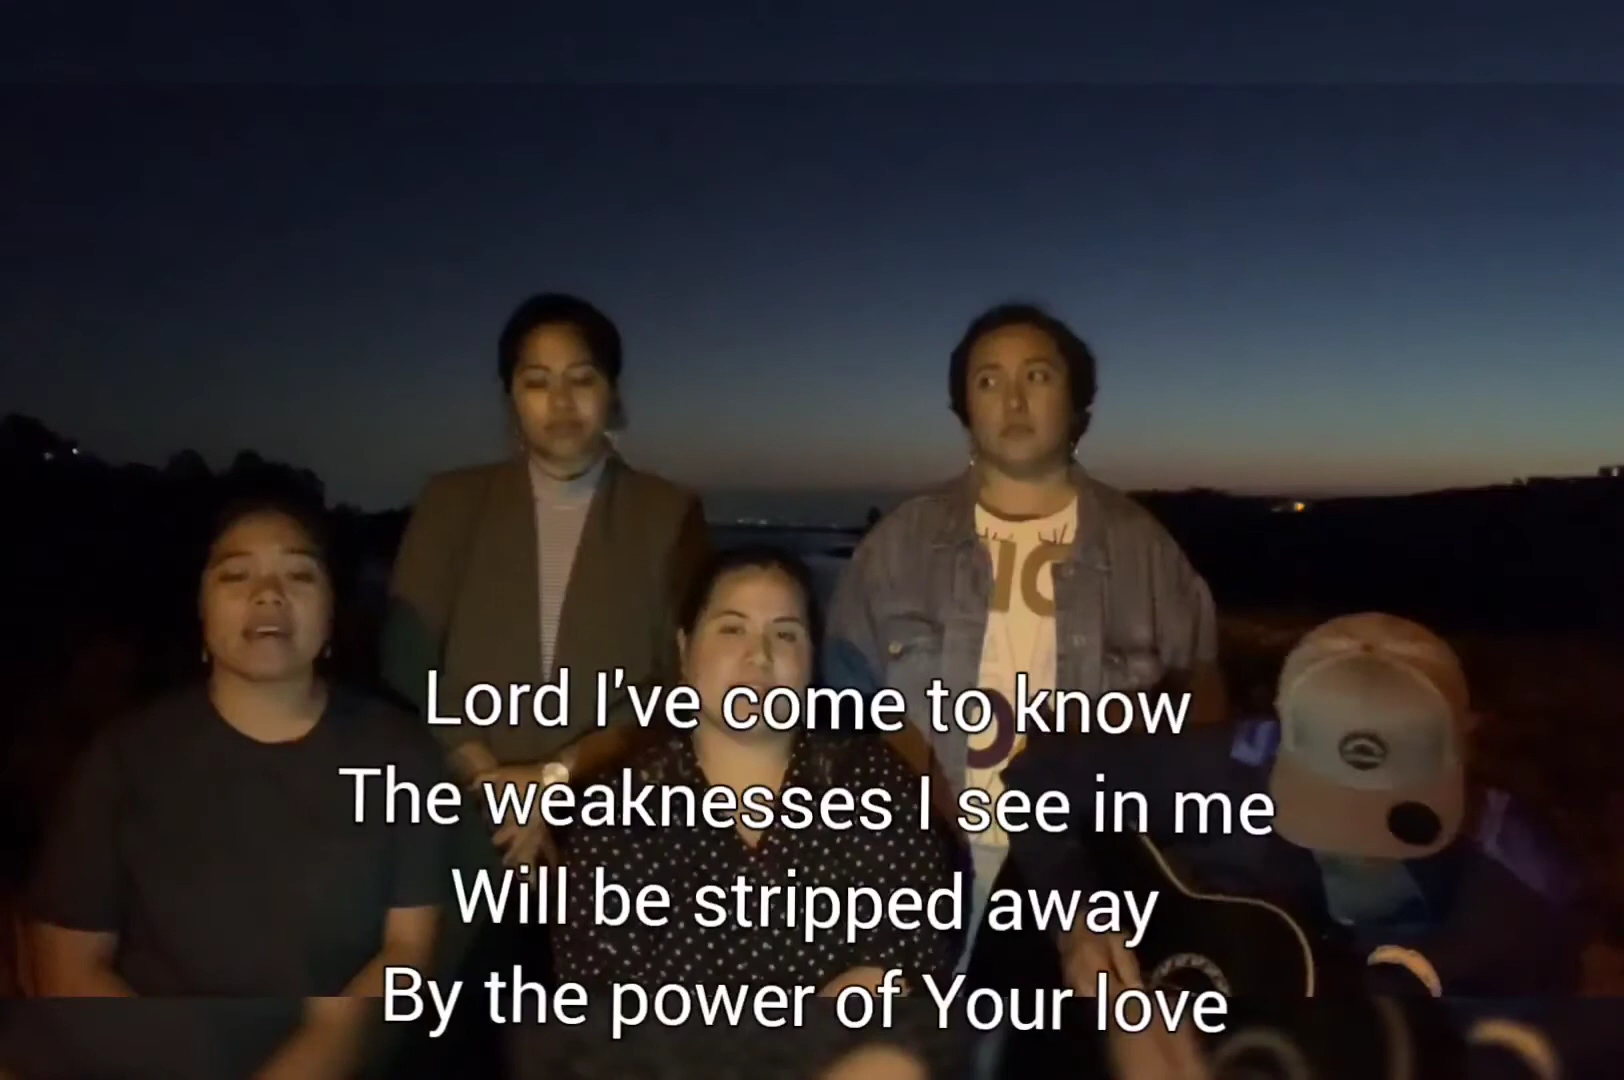 Lord I've come to know
The weaknesses I see in me
Will be stripped away
By the power of Your love